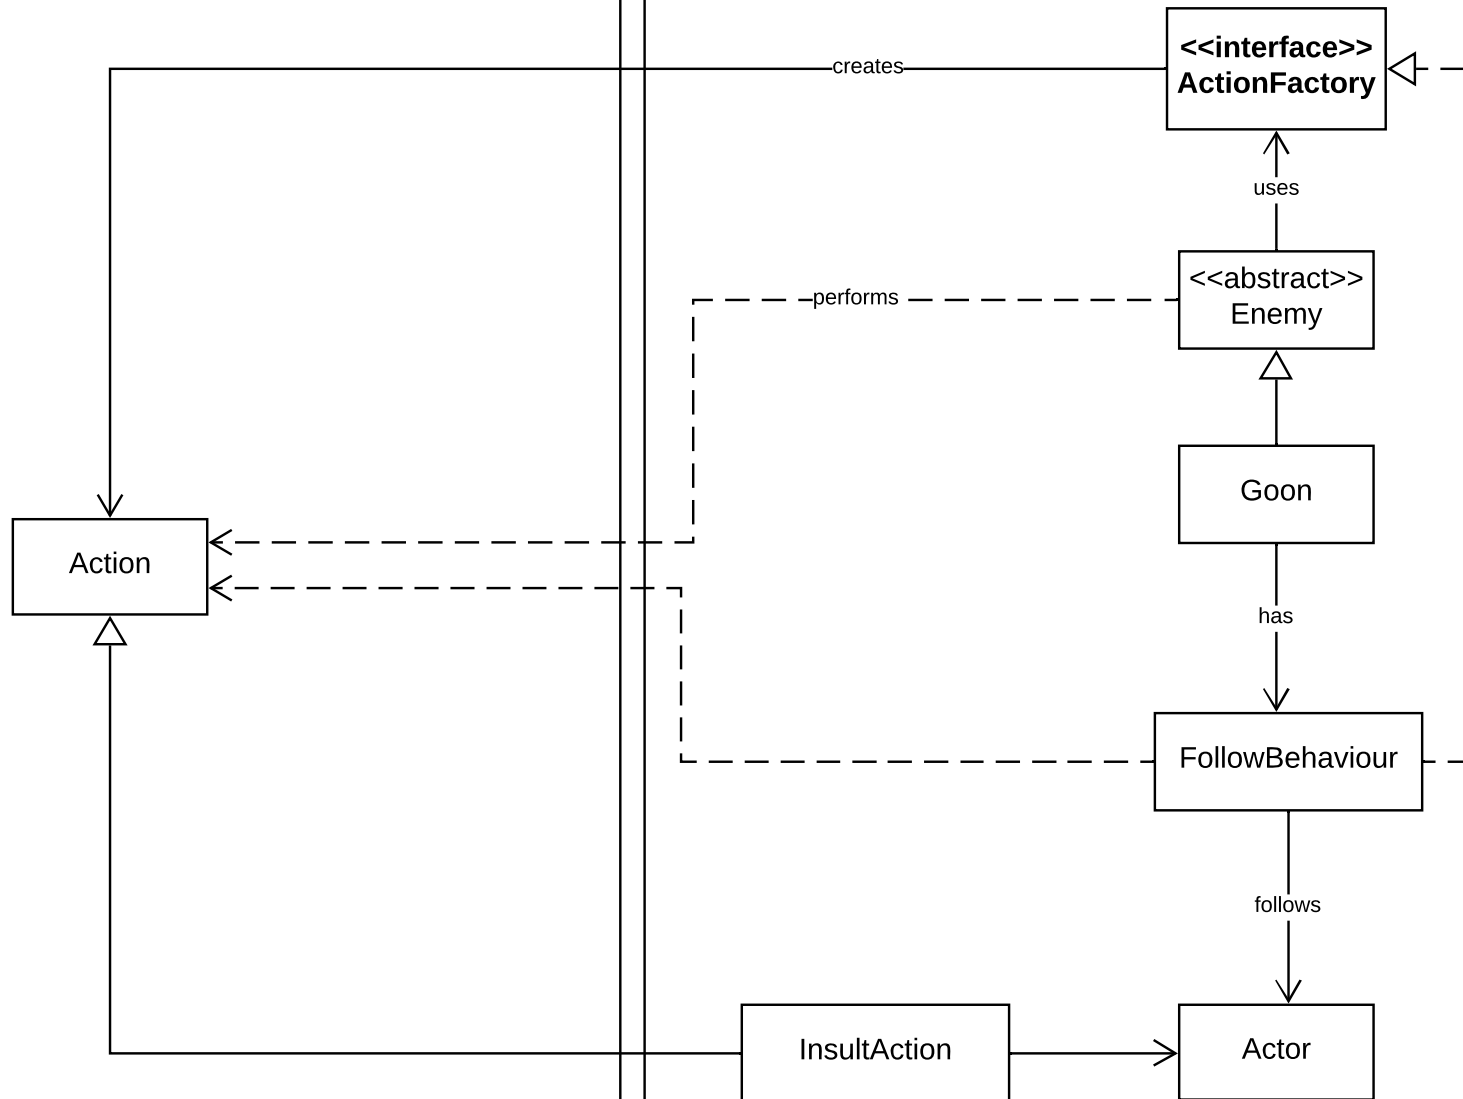 <<interface>>
ActionFactory
creates
uses
<<abstract>>
Enemy
performs
Goon
Action
has
FollowBehaviour
follows
InsultAction
Actor